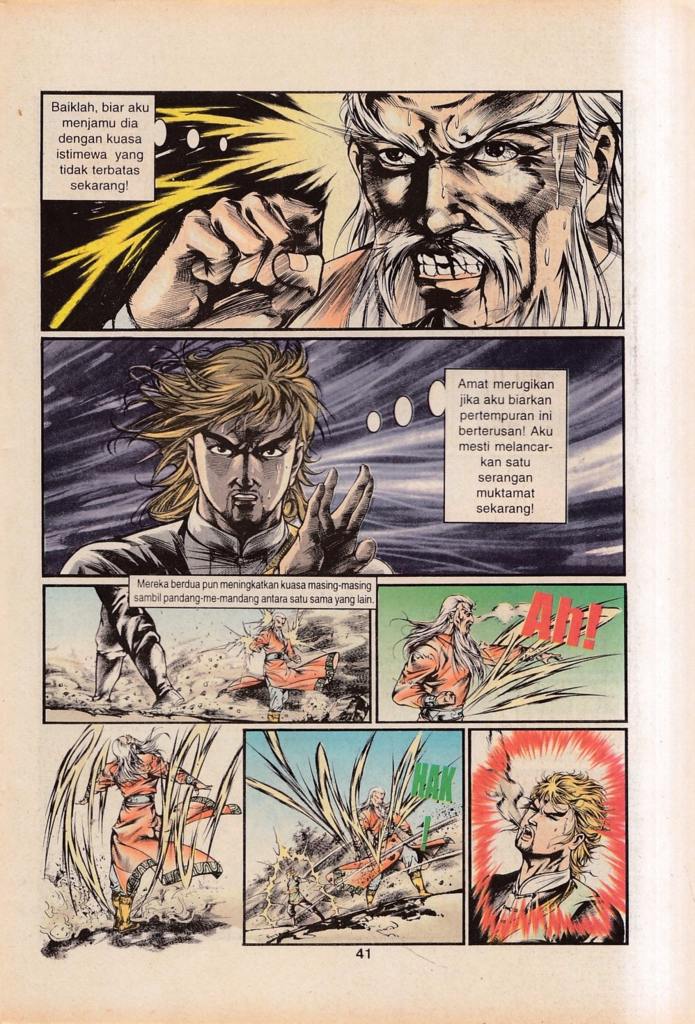 Baiklah, biar aku
menjamu dia
dengan kuasa
istimewa yang
tidak terbatas
sekarang!
Amat merugikan
jika aku biarkan
pertempuran ini
berterusan! Aku
mesti melancar-
kan satu
serangan
muktamat
sekarang!
Mereka berdua pun meningkatkan kuasa masing-masing
sambil pandang-me-mandang antara satu sama yang lain.
Ah!
HAK
!
41